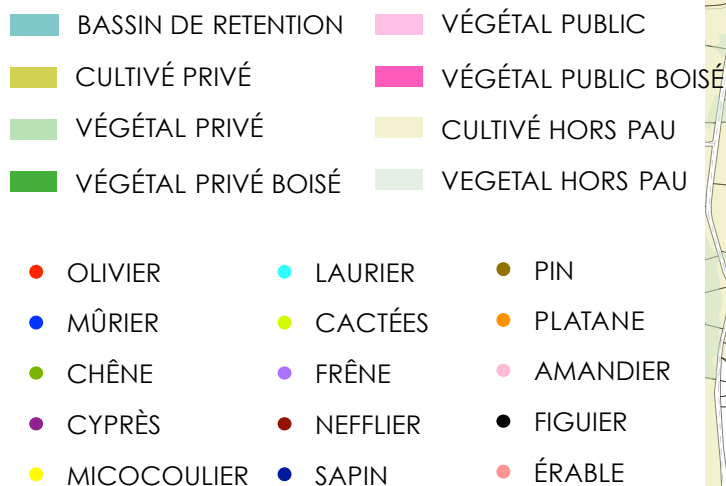 BASSIN DE RETENTION
VÉGÉTAL PUBLIC
CULTIVÉ PRIVÉ
VÉGÉTAL PUBLIC BOISÉ
VÉGÉTAL PRIVÉ
CULTIVÉ HORS PAU
VÉGÉTAL PRIVÉ BOISÉ
VEGETAL HORS PAU
OLIVIER
LAURIER
PIN
MÛRIER
CACTÉES
PLATANE
CHÊNE
FRÊNE
AMANDIER
CYPRÈS
NEFFLIER
FIGUIER
MICOCOULIER
SAPIN
ÉRABLE